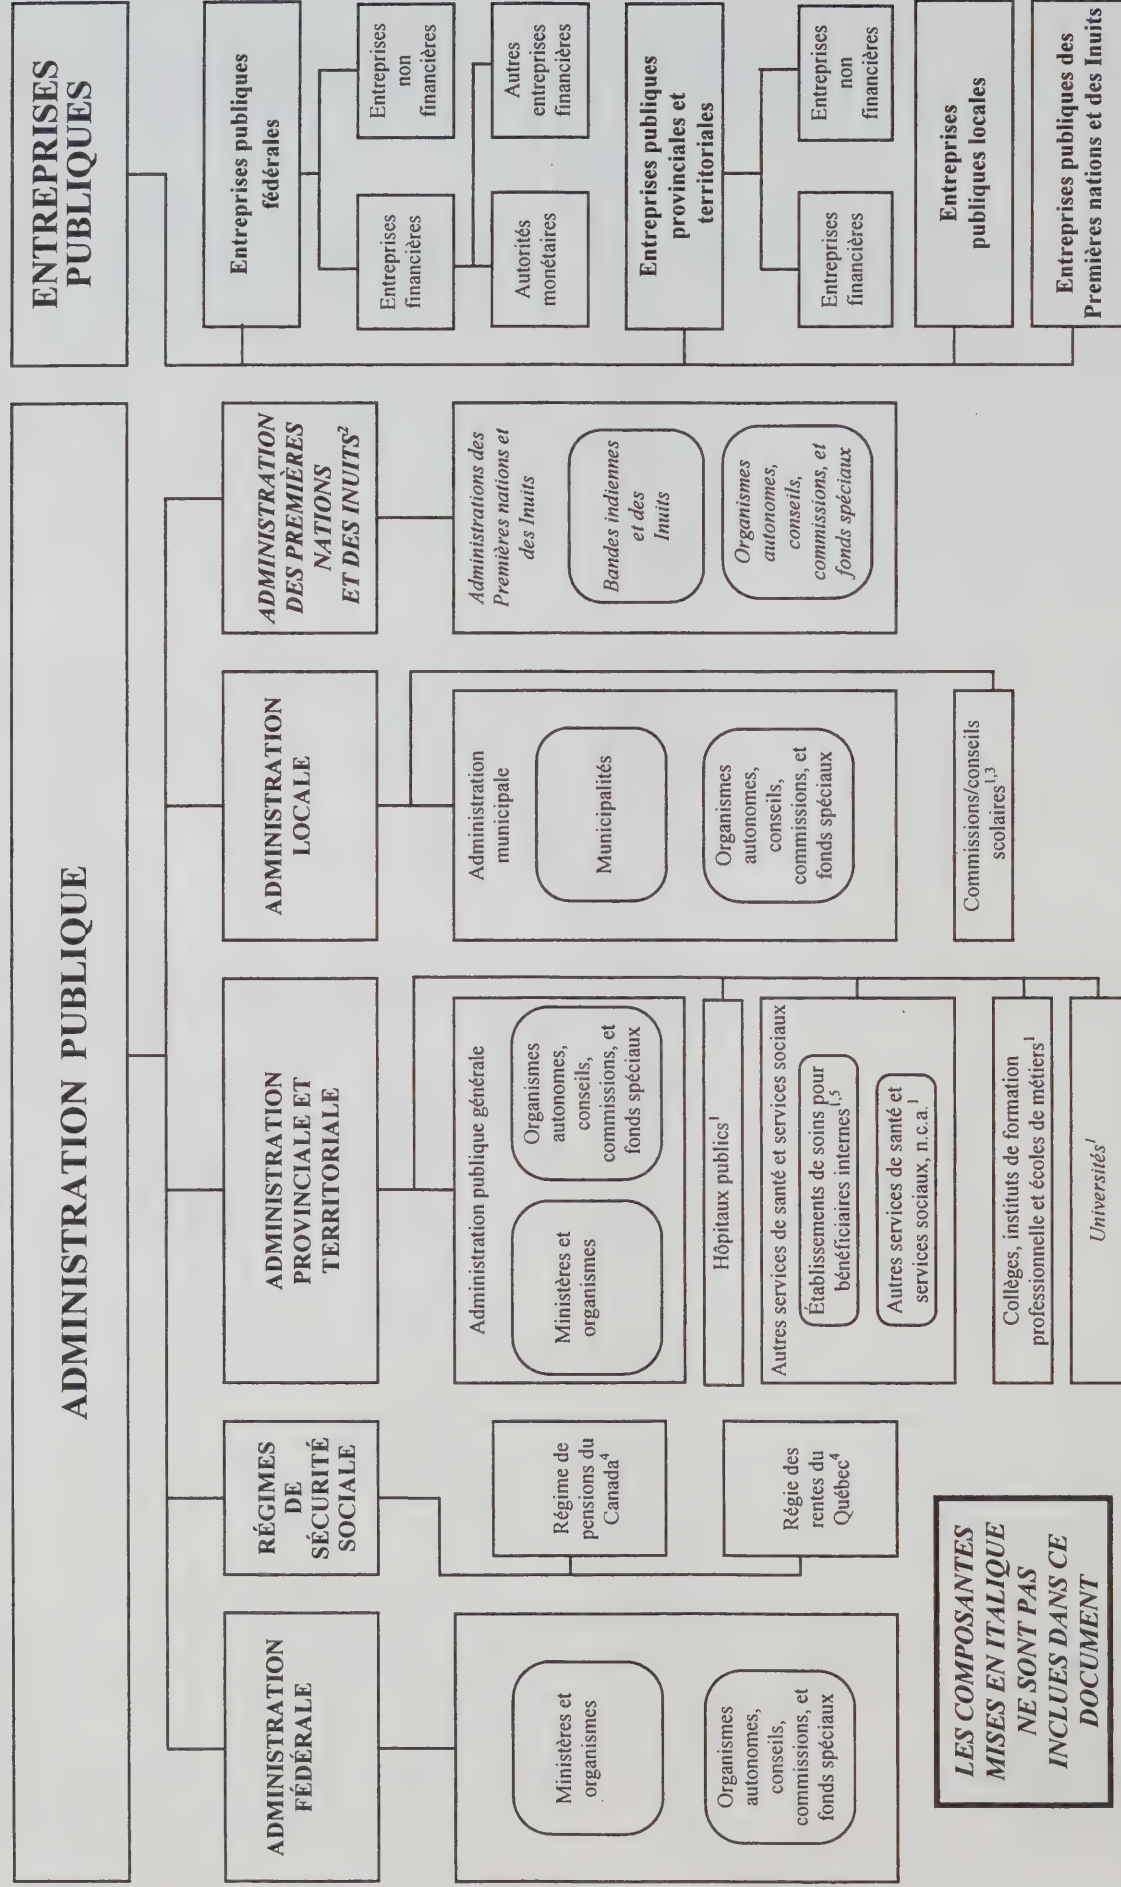 ADMINISTRATION PUBLIQUE
ADMINISTRATION
FÉDÉRALE
Ministères et
organismes
Organismes
autonomes,
conseils,
commissions, et
fonds spéciaux
RÉGIMES
DE
SÉCURITÉ
SOCIALE
Régime de
pensions du
Canada⁴
Régie des
rentes du
Québec⁴
ADMINISTRATION
PROVINCIALE ET
TERRITORIALE
Administration publique générale
Ministères et
organismes
Organismes
autonomes,
conseils,
commissions, et
fonds spéciaux
Hôpitaux publics¹
Autres services de santé et services sociaux
Établissements de soins pour
bénéficiaires internes¹,⁵
Autres services de santé et
services sociaux, n.c.a.¹
Collèges, instituts de formation
professionnelle et écoles de métiers¹
Universités¹
ADMINISTRATION
LOCALE
Administration
municipale
Municipalités
Organismes
autonomes,
conseils,
commissions, et
fonds spéciaux
Commissions/conseils
scolaires¹,³
ADMINISTRATION
DES PREMIÈRES
NATIONS
ET DES INUITS²
Administrations des
Premières nations et
des Inuits
Bandes indiennes
et des
Inuits
Organismes
autonomes,
conseils,
commissions, et
fonds spéciaux
ENTREPRISES
PUBLIQUES
Entreprises publiques
fédérales
Entreprises
financières
Entreprises
non
financières
Autorités
monétaires
Autres
entreprises
financières
Entreprises publiques
provinciales et
territoriales
Entreprises
financières
Entreprises
non
financières
Entreprises
publiques locales
Entreprises publiques des
Premières nations et des Inuits
LES COMPOSANTES
MISES EN ITALIQUE
NE SONT PAS
INCLUES DANS CE
DOCUMENT